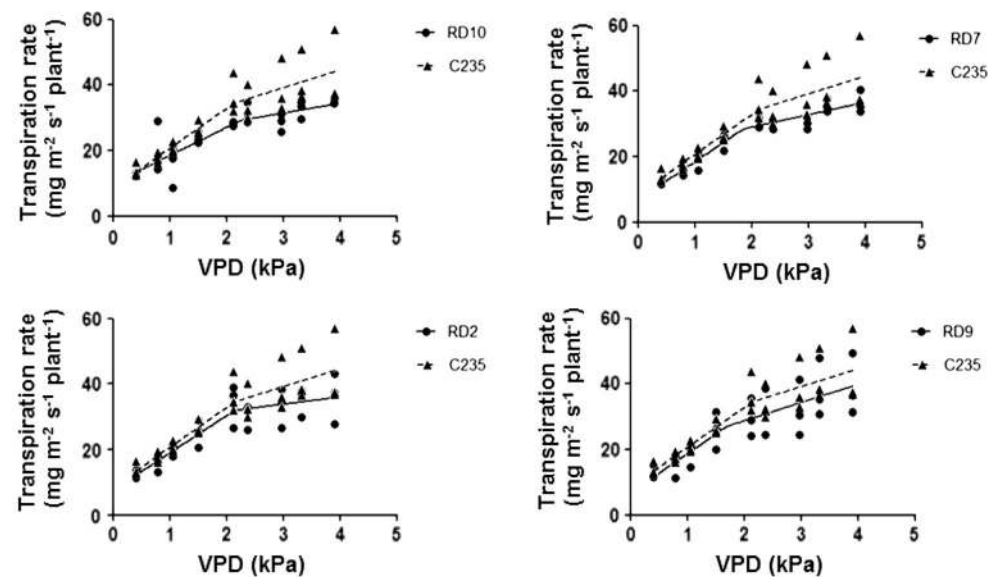 60
40
20
0
0 1 2 3 4 5
Transpiration rate
(mg m⁻² s⁻¹ plant⁻¹)
VPD (kPa)
RD10
C235
60
40
20
0
0 1 2 3 4 5
Transpiration rate
(mg m⁻² s⁻¹ plant⁻¹)
VPD (kPa)
RD7
C235
60
40
20
0
0 1 2 3 4 5
Transpiration rate
(mg m⁻² s⁻¹ plant⁻¹)
VPD (kPa)
RD2
C235
60
40
20
0
0 1 2 3 4 5
Transpiration rate
(mg m⁻² s⁻¹ plant⁻¹)
VPD (kPa)
RD9
C235